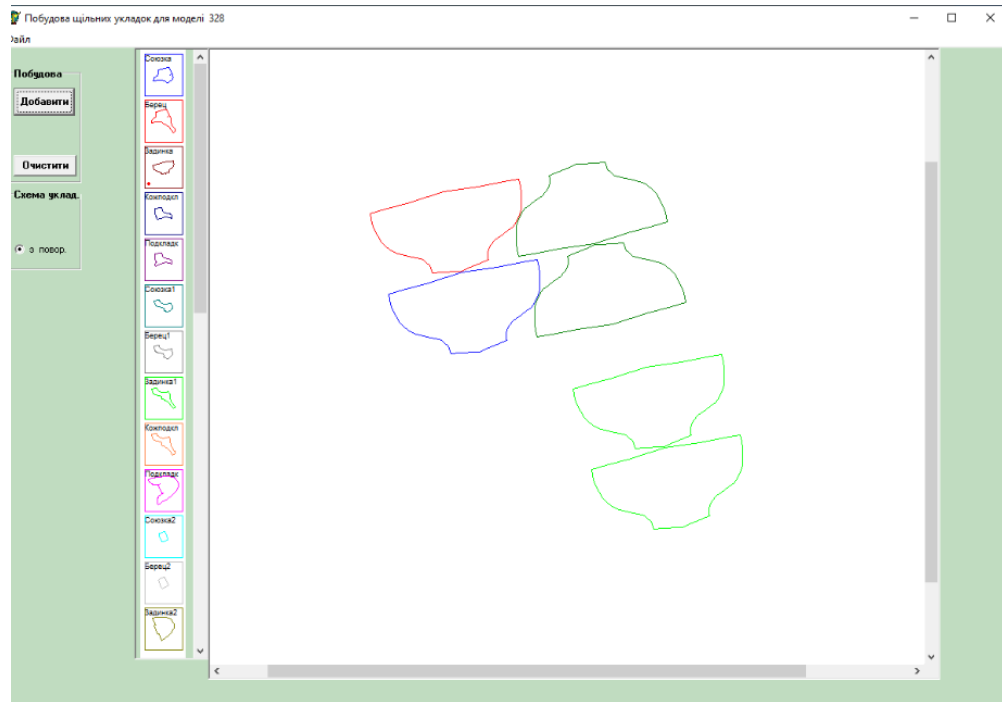 Побудова щільних укладок для моделі 328
Файл
Побудова
Добавити
Очистити
Схема уклад.
з повор.
Союзка
Берец
Задинка
Кожподкл
Подкладк
Союзка1
Берец1
Задинка1
Кожподкл
Подкладк
Союзка2
Берец2
Задинка2